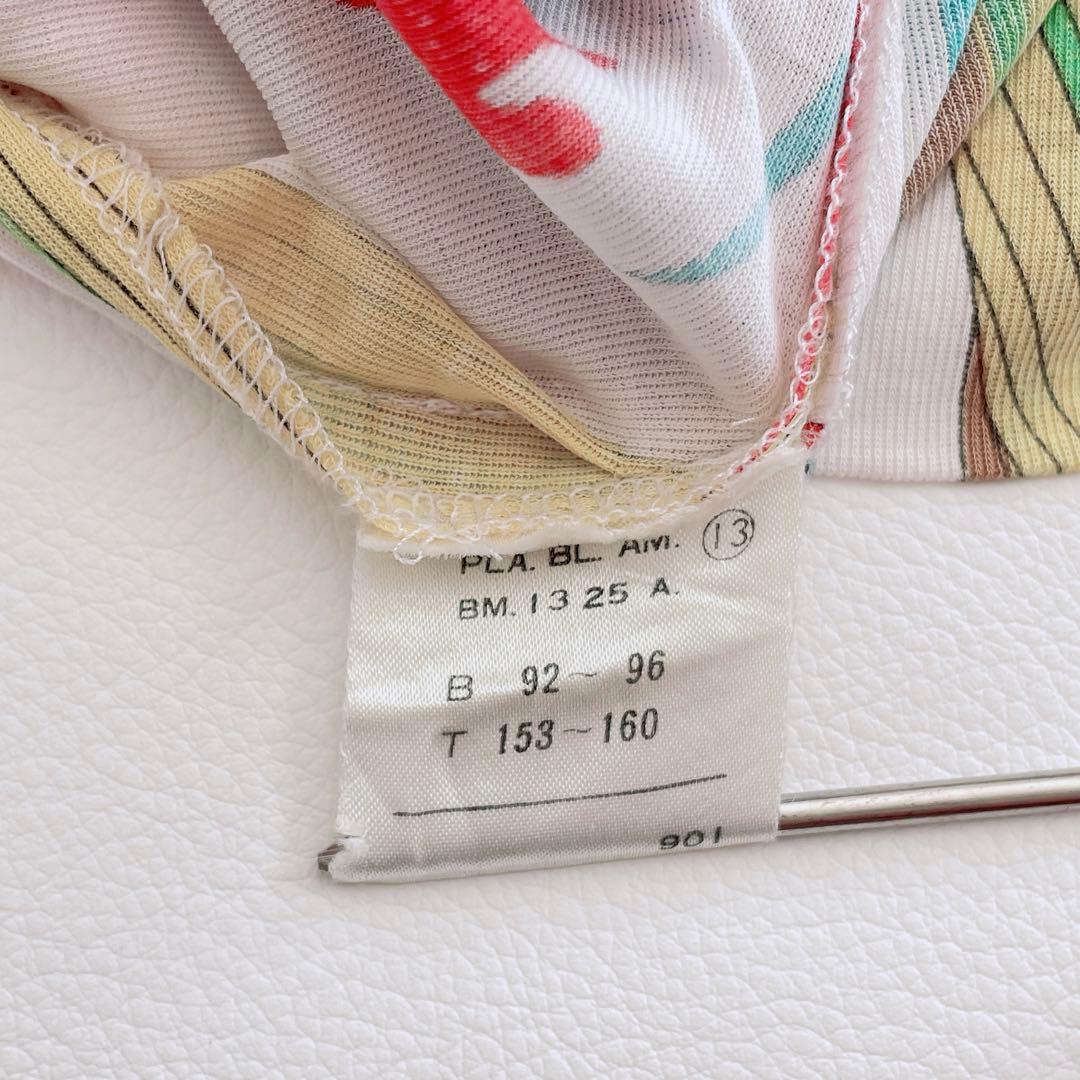 PLA. BL. AM. ⑬
BM. 13 25 A.
B 92~96
T 153~160
901